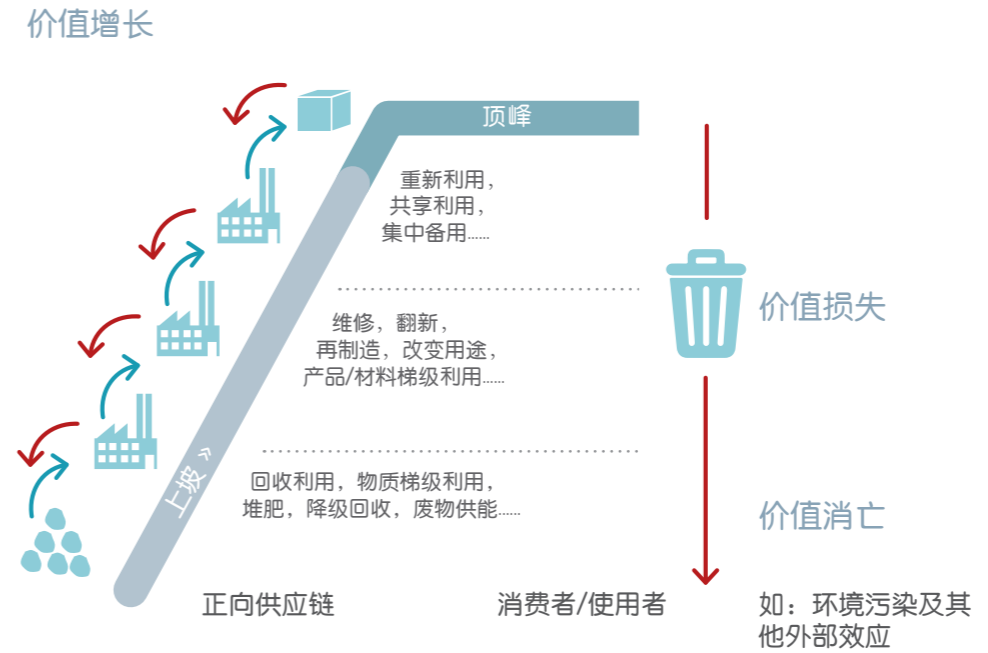 价值增长
顶峰
重新利用，
共享利用，
集中备用……
价值损失
维修，翻新，
再制造，改变用途，
产品/材料梯级利用……
上坡 »
回收利用，物质梯级利用，
堆肥，降级回收，废物供能……
价值消亡
正向供应链
消费者/使用者
如：环境污染及其
他外部效应